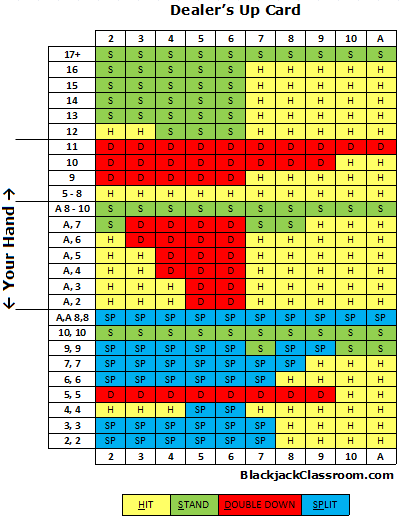 Dealer's Up Card
2 3 4 5 6 7 8 9 10 A
17+ S S S S S S S S S S
16 S S S S S H H H H H
15 S S S S S H H H H H
14 S S S S S H H H H H
13 S S S S S H H H H H
12 H H S S S H H H H H
11 D D D D D D D D D D
10 D D D D D D D D H H
9 D D D D D H H H H H
5 - 8 H H H H H H H H H H
A 8 - 10 S S S S S S S S S S
A, 7 S D D D D S S H H H
A, 6 H D D D D H H H H H
A, 5 H H D D D H H H H H
A, 4 H H D D D H H H H H
A, 3 H H H D D H H H H H
A, 2 H H H D D H H H H H
A,A 8,8 SP SP SP SP SP SP SP SP SP SP
10, 10 S S S S S S S S S S
9, 9 SP SP SP SP SP S SP SP S S
7, 7 SP SP SP SP SP SP SP H H H
6, 6 SP SP SP SP SP SP H H H H
5, 5 D D D D D D D D H H
4, 4 H H H SP SP H H H H H
3, 3 SP SP SP SP SP SP H H H H
2, 2 SP SP SP SP SP SP H H H H
2 3 4 5 6 7 8 9 10 A
← Your Hand →
BlackjackClassroom.com
HIT STAND DOUBLE DOWN SPLIT